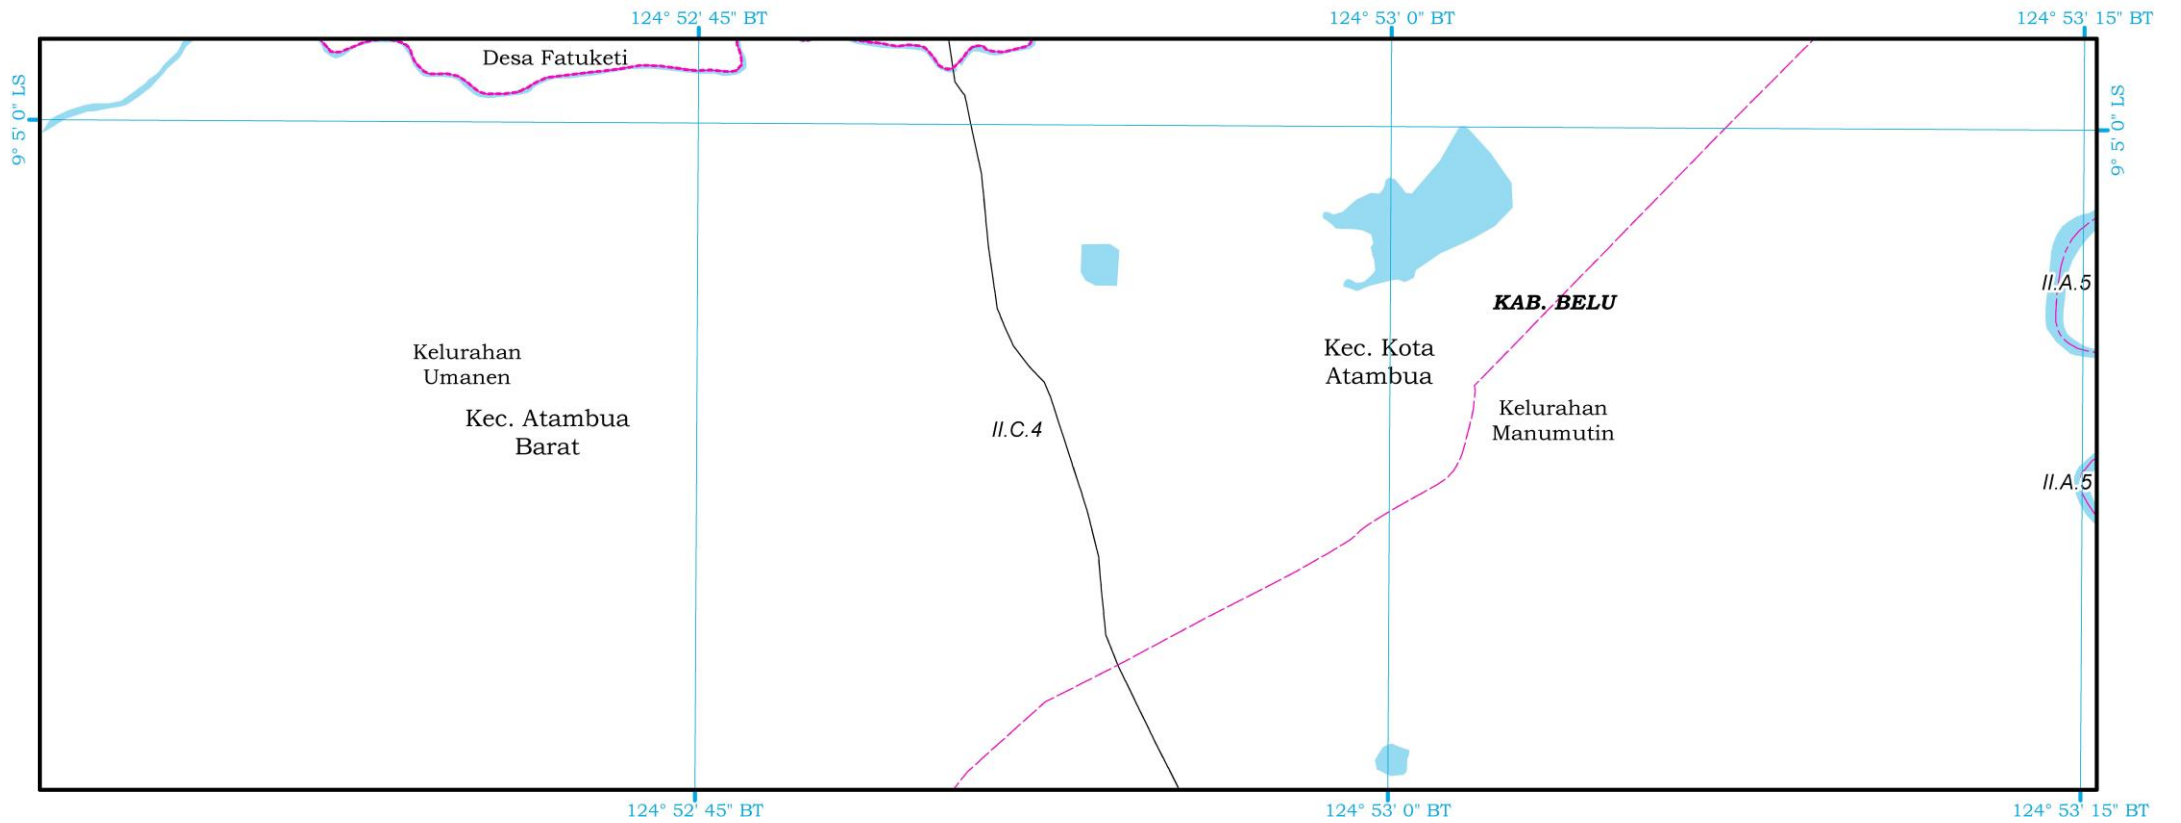 124° 52' 45" BT
124° 53' 0" BT
124° 53' 15" BT
9° 5' 0" LS
9° 5' 0" LS
Desa Fatuketi
II.A.5
KAB. BELU
Kec. Kota
Atambua
Kelurahan
Umanen
Kec. Atambua
Barat
II.C.4
Kelurahan
Manumutin
II.A.5
124° 52' 45" BT
124° 53' 0" BT
124° 53' 15" BT